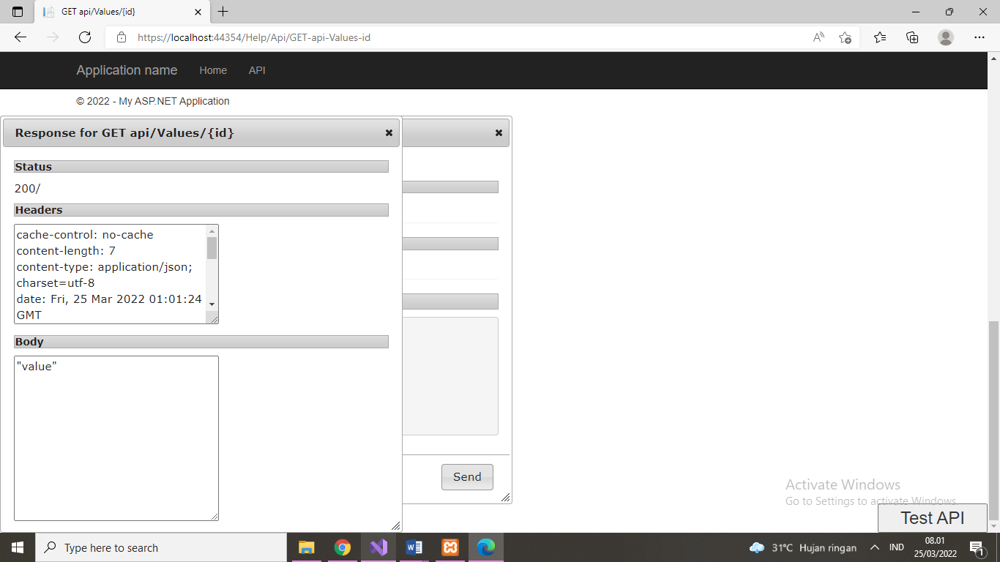 GET api/Values/{id}
https://localhost:44354/Help/Api/GET-api-Values-id
Application name Home API
© 2022 - My ASP.NET Application
Response for GET api/Values/{id}
Status
200/
Headers
cache-control: no-cache
content-length: 7
content-type: application/json;
charset=utf-8
date: Fri, 25 Mar 2022 01:01:24
GMT
Body
"value"
Send
Activate Windows
Go to Settings to activate Windows.
Test API
Type here to search
31°C Hujan ringan
IND
08.01
25/03/2022
1